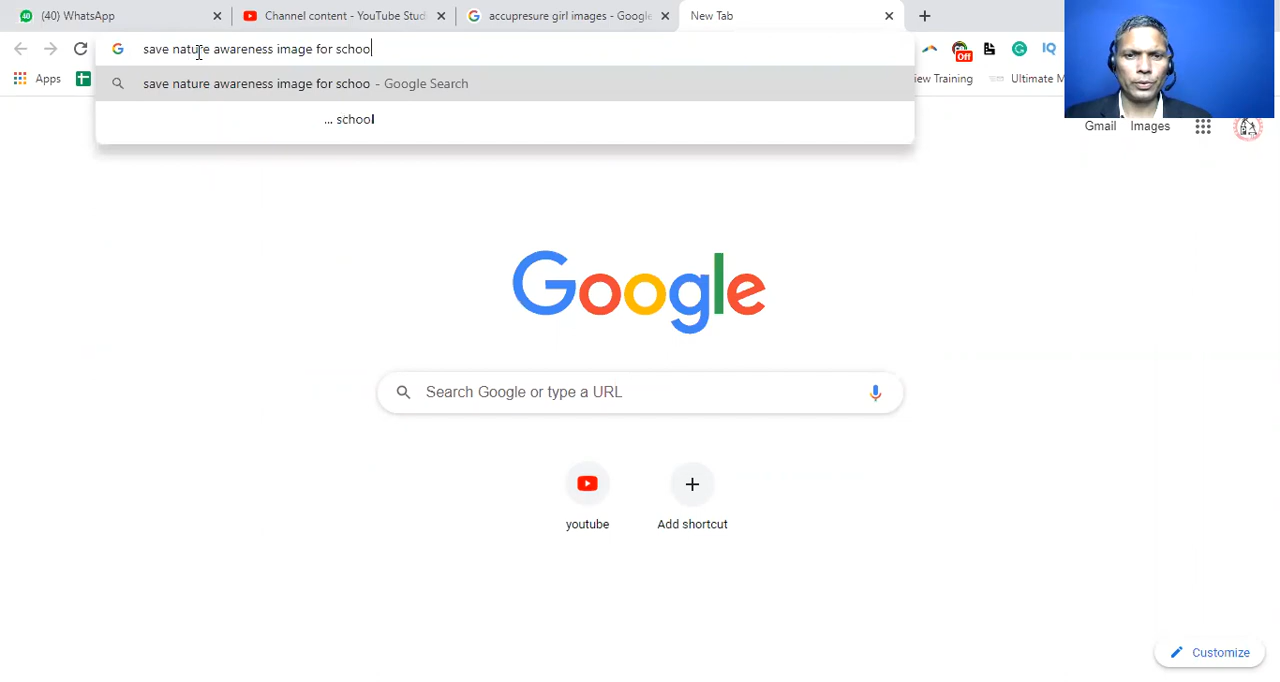 (40) WhatsApp
Channel content - YouTube Stud
accupresure girl images - Google
New Tab
save nature awareness image for schoo
Off
Apps
save nature awareness image for schoo - Google Search
iew Training
Ultimate M
... school
Gmail
Images
Google
Search Google or type a URL
youtube
Add shortcut
Customize